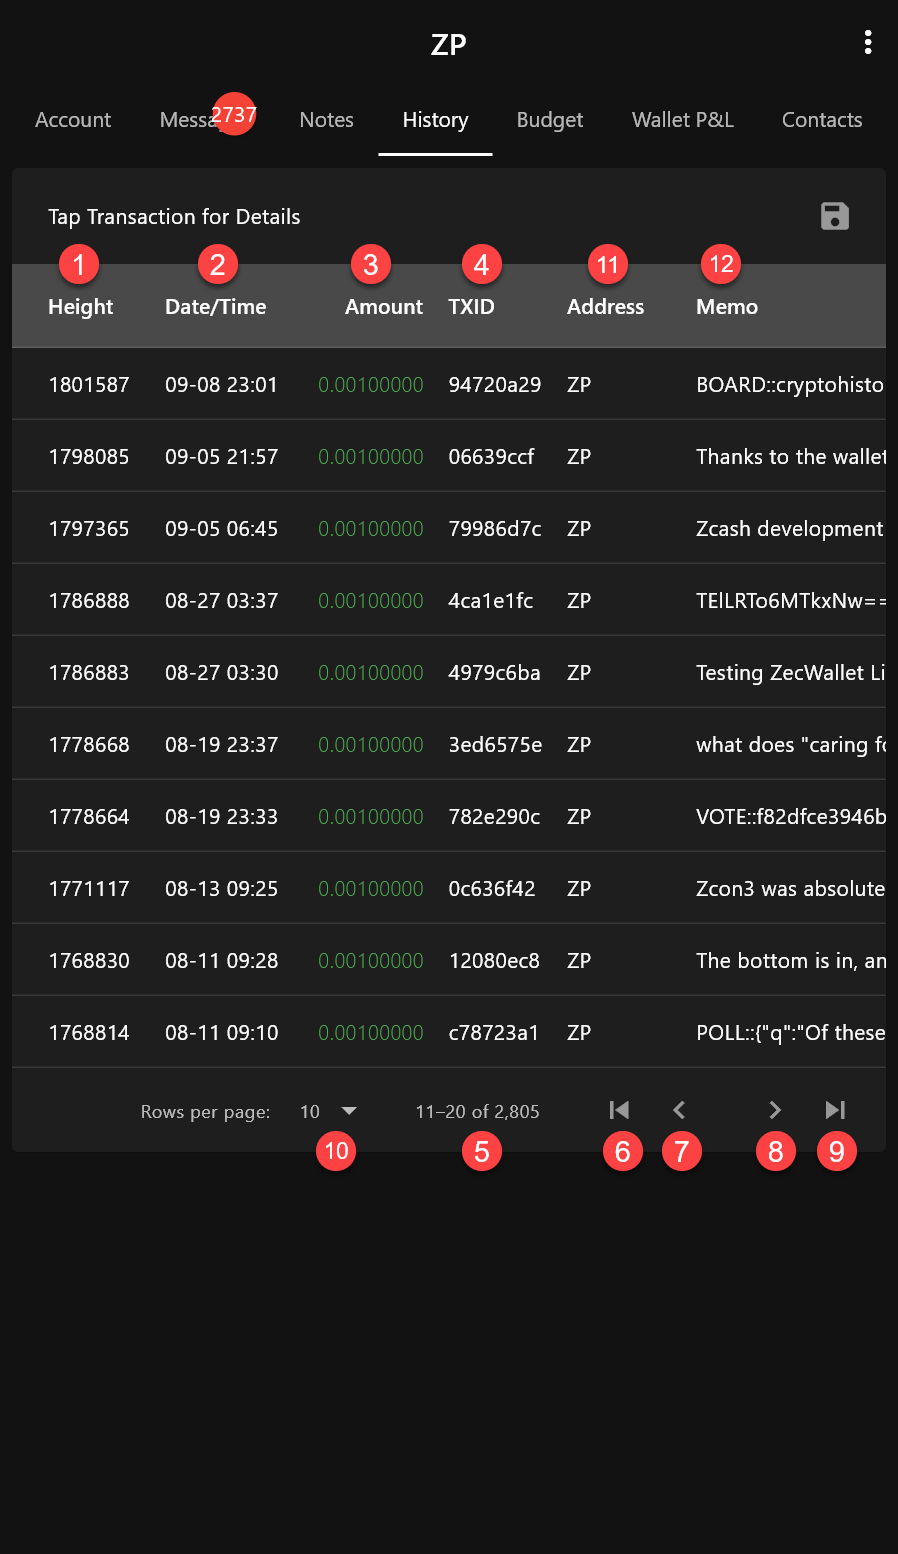 ZP
Account Messa 2737 Notes History Budget Wallet P&L Contacts
Tap Transaction for Details
1 2 3 4 11 12
Height Date/Time Amount TXID Address Memo
1801587 09-08 23:01 0.00100000 94720a29 ZP BOARD::cryptohisto
1798085 09-05 21:57 0.00100000 06639ccf ZP Thanks to the wallet
1797365 09-05 06:45 0.00100000 79986d7c ZP Zcash development
1786888 08-27 03:37 0.00100000 4ca1e1fc ZP TElLRTo6MTkxNw==
1786883 08-27 03:30 0.00100000 4979c6ba ZP Testing ZecWallet Li
1778668 08-19 23:37 0.00100000 3ed6575e ZP what does "caring fo
1778664 08-19 23:33 0.00100000 782e290c ZP VOTE::f82dfce3946b
1771117 08-13 09:25 0.00100000 0c636f42 ZP Zcon3 was absolute
1768830 08-11 09:28 0.00100000 12080ec8 ZP The bottom is in, an
1768814 08-11 09:10 0.00100000 c78723a1 ZP POLL::{"q":"Of these
Rows per page: 10 11–20 of 2,805
10 5 6 7 8 9